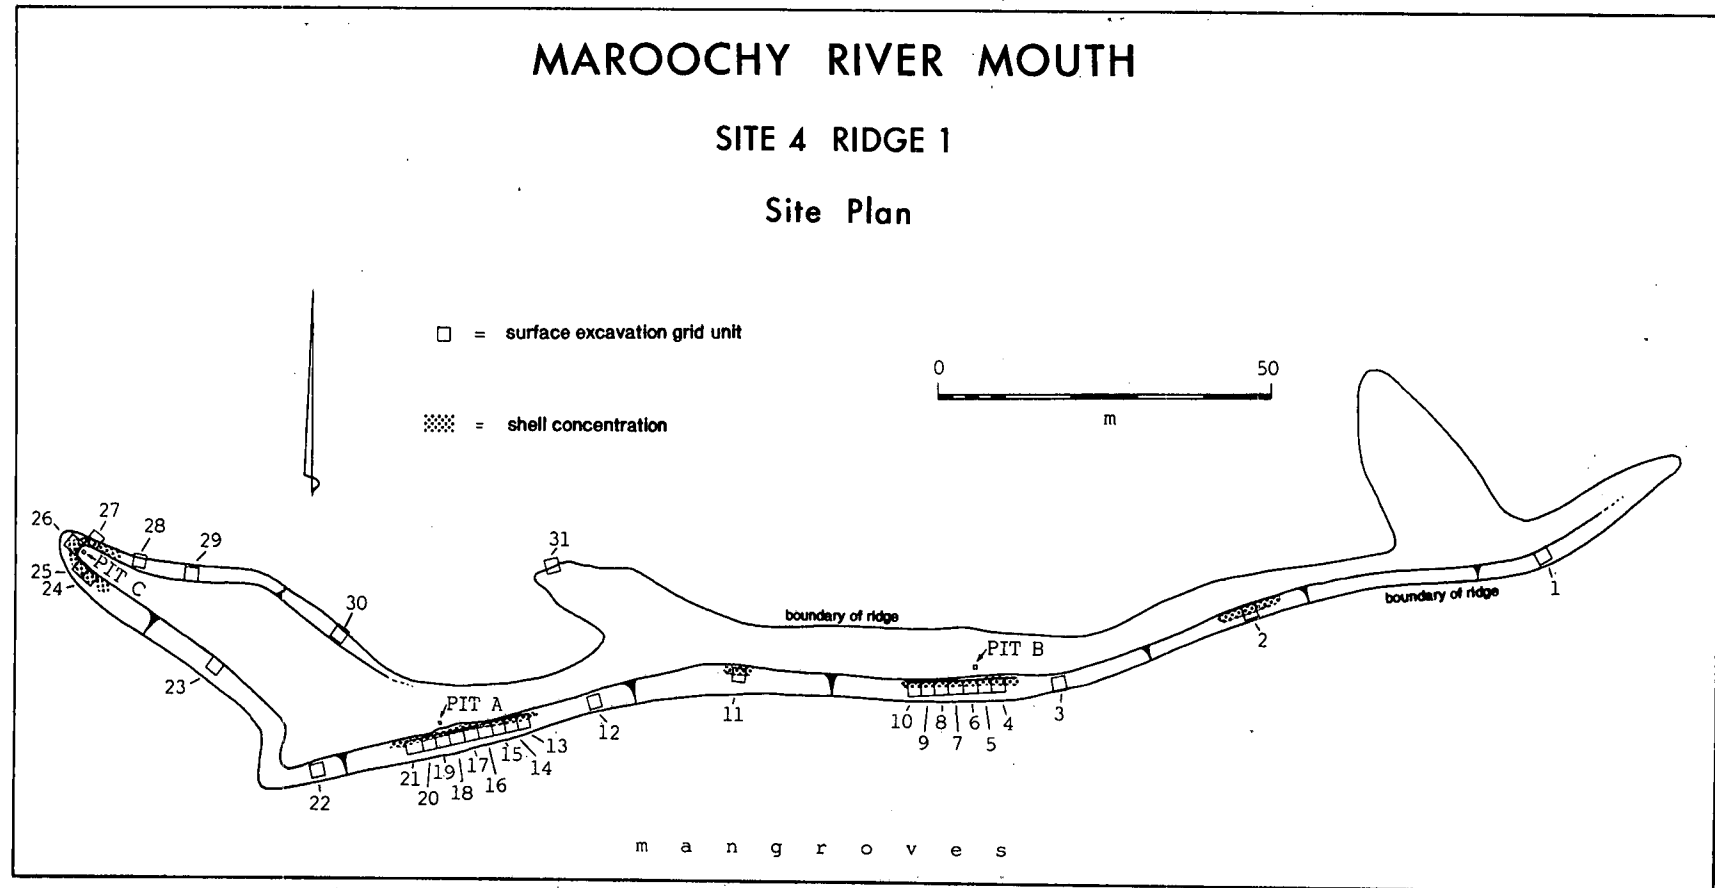 MAROOCHY RIVER MOUTH
SITE 4 RIDGE 1
Site Plan
= surface excavation grid unit
0 50
m
= shell concentration
26 27 28 29
25
24
PIT C
23
30
31
boundary of ridge
boundary of ridge
1
2
PIT B
3
10 9 8 7 6 5 4
11
12
PIT A
21 20 19 18 17 16 15 14 13
22
mangroves